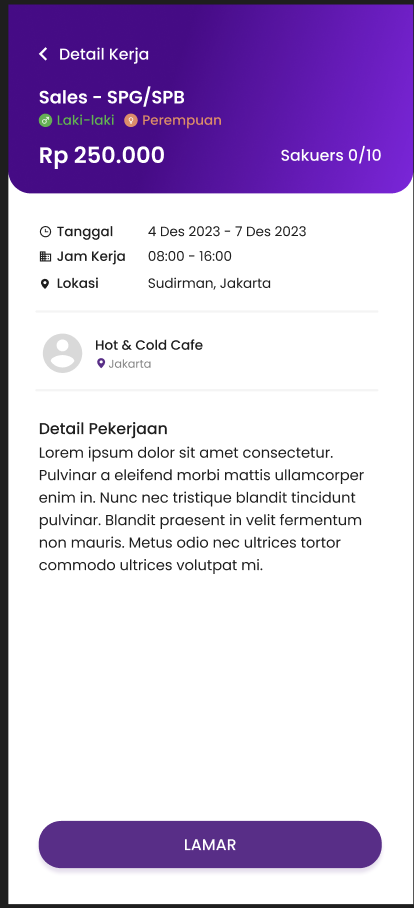 Detail Kerja
Sales - SPG/SPB
Laki-laki Perempuan
Rp 250.000 Sakuers 0/10
Tanggal 4 Des 2023 - 7 Des 2023
Jam Kerja 08:00 - 16:00
Lokasi Sudirman, Jakarta
Hot & Cold Cafe
Jakarta
Detail Pekerjaan
Lorem ipsum dolor sit amet consectetur.
Pulvinar a eleifend morbi mattis ullamcorper
enim in. Nunc nec tristique blandit tincidunt
pulvinar. Blandit praesent in velit fermentum
non mauris. Metus odio nec ultrices tortor
commodo ultrices volutpat mi.
LAMAR